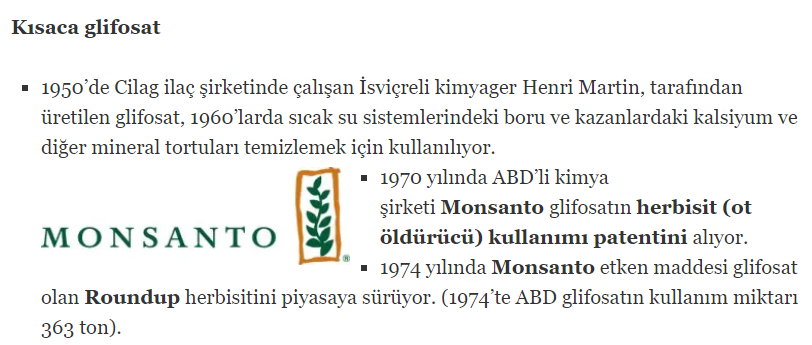 Kısaca glifosat
1950’de Cilag ilaç şirketinde çalışan İsviçreli kimyager Henri Martin, tarafından
üretilen glifosat, 1960’larda sıcak su sistemlerindeki boru ve kazanlardaki kalsiyum ve
diğer mineral tortuları temizlemek için kullanılıyor.
MONSANTO ®
1970 yılında ABD’li kimya
şirketi Monsanto glifosatın herbisit (ot
öldürücü) kullanımı patentini alıyor.
1974 yılında Monsanto etken maddesi glifosat
olan Roundup herbisitini piyasaya sürüyor. (1974’te ABD glifosatın kullanım miktarı
363 ton).